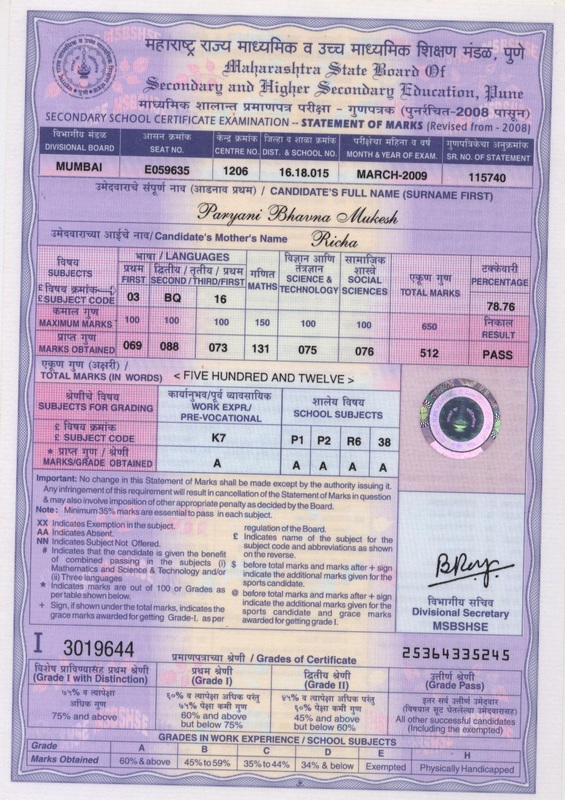 महाराष्ट्र राज्य माध्यमिक व उच्च माध्यमिक शिक्षण मंडळ, पुणे
Maharashtra State Board Of
Secondary and Higher Secondary Education, Pune
माध्यमिक शालान्त प्रमाणपत्र परीक्षा – गुणपत्रक (पुनर्रचित-2008 पासून)
SECONDARY SCHOOL CERTIFICATE EXAMINATION – STATEMENT OF MARKS (Revised from - 2008)
विभागीय मंडळ आसन क्रमांक केन्द्र क्रमांक जिल्हा व शाळा क्रमांक परीक्षेचा महिना व वर्ष गुणपत्रिकेचा अनुक्रमांक
DIVISIONAL BOARD SEAT NO. CENTRE NO. DIST. & SCHOOL NO. MONTH & YEAR OF EXAM. SR. NO. OF STATEMENT
MUMBAI E059635 1206 16.18.015 MARCH-2009 115740
उमेदवाराचे संपूर्ण नाव (आडनाव प्रथम) / CANDIDATE'S FULL NAME (SURNAME FIRST)
Paryani Bhavna Mukesh
उमेदवाराच्या आईचे नाव/ Candidate's Mother's Name Richa
विषय भाषा / LANGUAGES गणित विज्ञान आणि तंत्रज्ञान सामाजिक शास्त्रे एकूण गुण टक्केवारी
SUBJECTS प्रथम द्वितीय / तृतीय / प्रथम MATHS SCIENCE & TECHNOLOGY SOCIAL SCIENCES TOTAL MARKS PERCENTAGE
FIRST SECOND/THIRD/FIRST
£ विषय क्रमांक
£ SUBJECT CODE 03 BQ 16 78.76
कमाल गुण निकाल
MAXIMUM MARKS 100 100 100 150 100 100 650 RESULT
प्राप्त गुण
MARKS OBTAINED 069 088 073 131 075 076 512 PASS
एकूण गुण (अक्षरी) /
TOTAL MARKS (IN WORDS) < FIVE HUNDRED AND TWELVE >
श्रेणीचे विषय कार्यानुभव/पूर्व व्यावसायिक शालेय विषय
SUBJECTS FOR GRADING WORK EXPR/ PRE-VOCATIONAL SCHOOL SUBJECTS
£ विषय क्रमांक
£ SUBJECT CODE K7 P1 P2 R6 38
* प्राप्त गुण / श्रेणी
MARKS/GRADE OBTAINED A A A A A
Important: No change in this Statement of Marks shall be made except by the authority issuing it.
Any infringement of this requirement will result in cancellation of the Statement of Marks in question
& may also involve imposition of other appropriate penalty as decided by the Board.
Note : Minimum 35% marks are essential to pass in each subject.
XX Indicates Exemption in the subject.
AA Indicates Absent.
NN Indicates Subject Not Offered.
# Indicates that the candidate is given the benefit
of combined passing in the subjects (i)
Mathematics and Science & Technology and/or
(ii) Three languages
* Indicates marks are out of 100 or Grades as
per table shown below.
+ Sign, if shown under the total marks, indicates the
grace marks awarded for getting Grade-I, as per
regulation of the Board.
£ Indicates name of the subject for the
subject code and abbreviations as shown
on the reverse.
$ before total marks and marks after + sign
indicate the additional marks given for the
sports candidate.
@ before total marks and marks after + sign
indicate the additional marks given for the
sports candidate and grace marks
awarded for getting grade I.
विभागीय सचिव
Divisional Secretary
MSBSHSE
I 3019644 25364335245
प्रमाणपत्राच्या श्रेणी / Grades of Certificate
विशेष प्राविण्यासह प्रथम श्रेणी प्रथम श्रेणी द्वितीय श्रेणी उत्तीर्ण श्रेणी
(Grade I with Distinction) (Grade I) (Grade II) (Grade Pass)
७५% व त्यापेक्षा अधिक गुण ६०% व त्यापेक्षा अधिक परंतु ७५% पेक्षा कमी गुण ४५% व त्यापेक्षा अधिक परंतु ६०% पेक्षा कमी गुण इतर सर्व उत्तीर्ण उमेदवार (विषयात सूट घेतलेल्या उमेदवारासह)
75% and above 60% and above but below 75% 45% and above but below 60% All other successful candidates (Including the exempted)
GRADES IN WORK EXPERIENCE / SCHOOL SUBJECTS
Grade A B C D E H
Marks Obtained 60% & above 45% to 59% 35% to 44% 34% & below Exempted Physically Handicapped